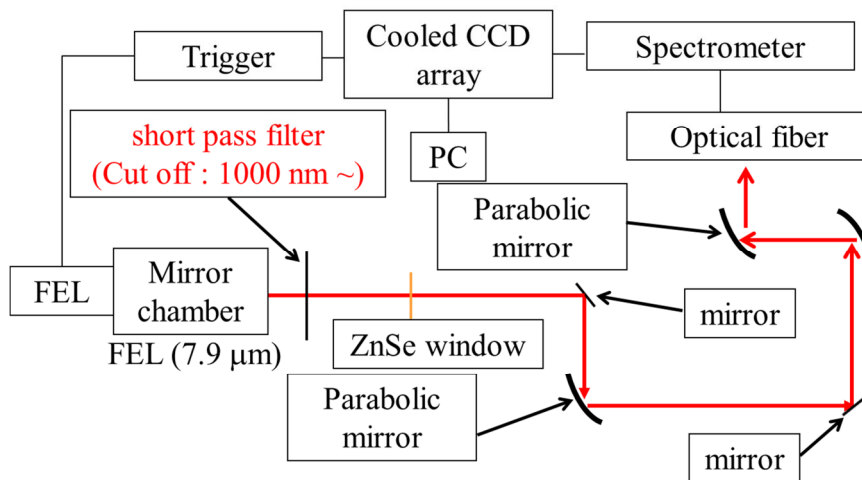 Trigger
Cooled CCD
array
Spectrometer
short pass filter
(Cut off : 1000 nm ~)
PC
Optical fiber
Parabolic
mirror
FEL
Mirror
chamber
mirror
FEL (7.9 μm)
ZnSe window
Parabolic
mirror
mirror